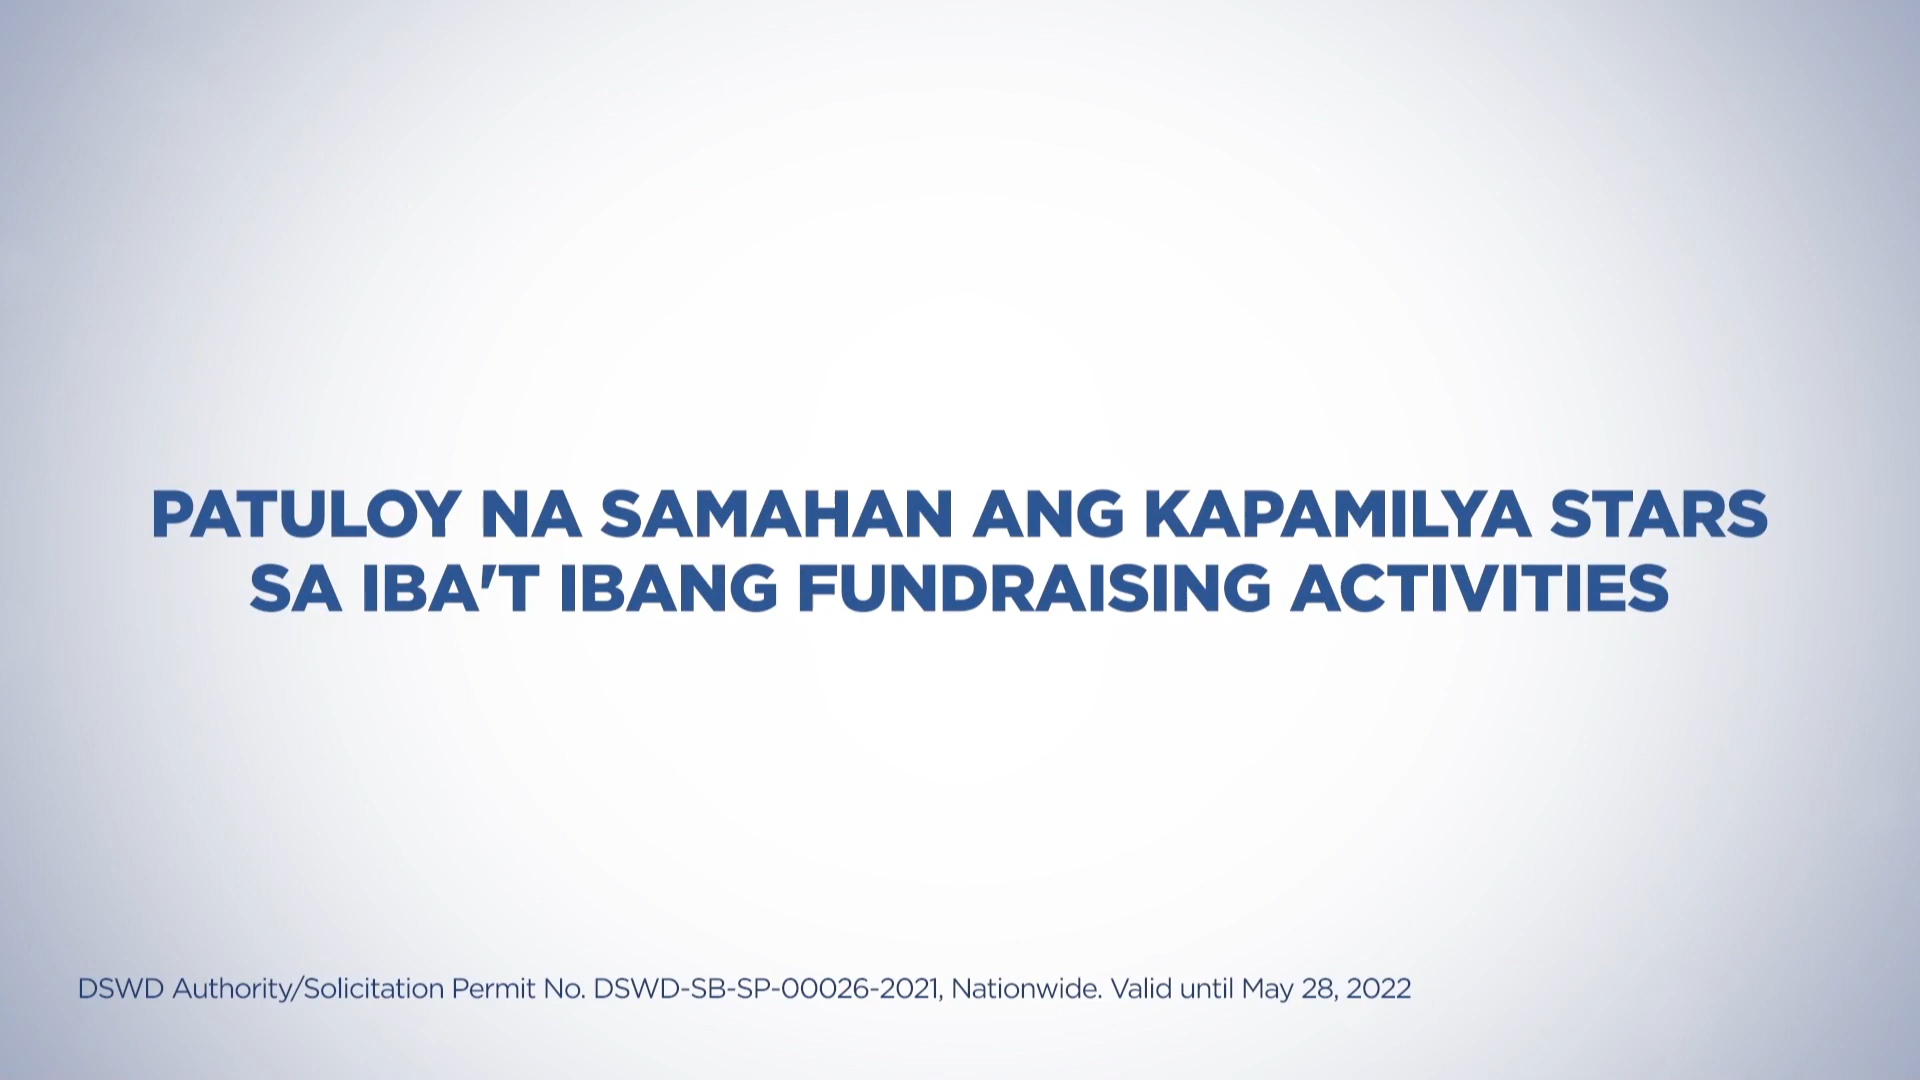 PATULOY NA SAMAHAN ANG KAPAMILYA STARS
SA IBA'T IBANG FUNDRAISING ACTIVITIES
DSWD Authority/Solicitation Permit No. DSWD-SB-SP-00026-2021, Nationwide. Valid until May 28, 2022